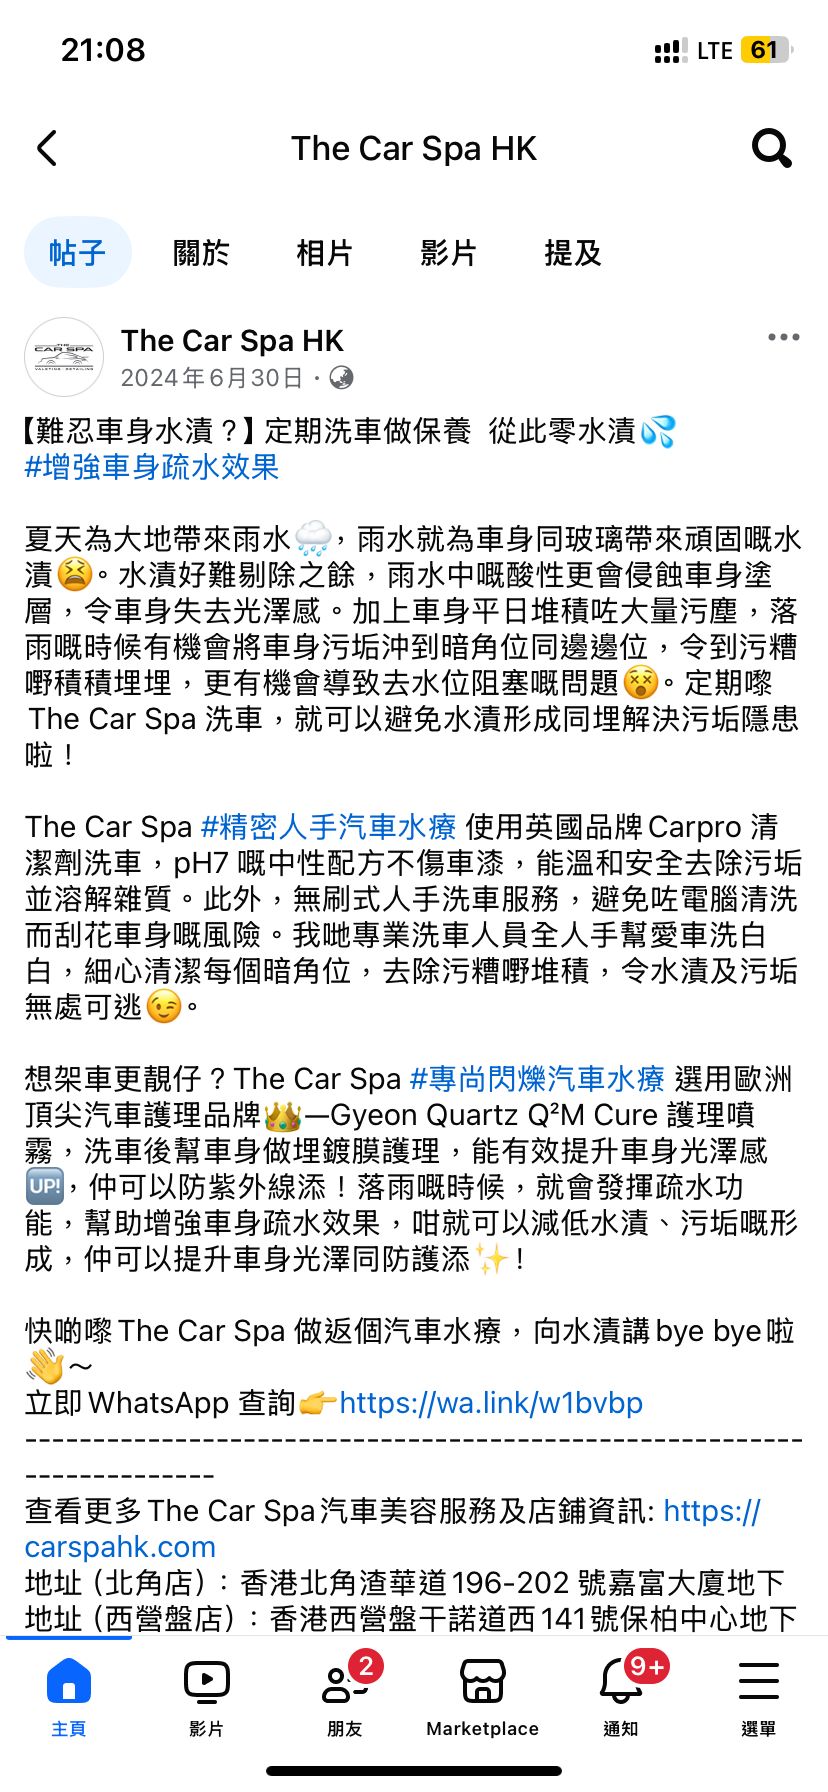 21:08
LTE 61
The Car Spa HK
帖子 關於 相片 影片 提及
THE
CAR SPA
VALETING · DETAILING
The Car Spa HK
2024年6月30日 ·
【難忍車身水漬？】定期洗車做保養 從此零水漬💦
#增強車身疏水效果
夏天為大地帶來雨水🌧️，雨水就為車身同玻璃帶來頑固嘅水
漬😫。水漬好難剔除之餘，雨水中嘅酸性更會侵蝕車身塗
層，令車身失去光澤感。加上車身平日堆積咗大量污塵，落
雨嘅時候有機會將車身污垢沖到暗角位同邊邊位，令到污糟
嘢積積埋埋，更有機會導致去水位阻塞嘅問題😵。定期嚟
The Car Spa 洗車，就可以避免水漬形成同埋解決污垢隱患
啦！
The Car Spa #精密人手汽車水療 使用英國品牌Carpro 清
潔劑洗車，pH7 嘅中性配方不傷車漆，能溫和安全去除污垢
並溶解雜質。此外，無刷式人手洗車服務，避免咗電腦清洗
而刮花車身嘅風險。我哋專業洗車人員全人手幫愛車洗白
白，細心清潔每個暗角位，去除污糟嘢堆積，令水漬及污垢
無處可逃😉。
想架車更靚仔？The Car Spa #專尚閃爍汽車水療 選用歐洲
頂尖汽車護理品牌👑—Gyeon Quartz Q²M Cure 護理噴
霧，洗車後幫車身做埋鍍膜護理，能有效提升車身光澤感
🆙，仲可以防紫外線添！落雨嘅時候，就會發揮疏水功
能，幫助增強車身疏水效果，咁就可以減低水漬、污垢嘅形
成，仲可以提升車身光澤同防護添✨！
快啲嚟The Car Spa 做返個汽車水療，向水漬講bye bye啦
👋～
立即WhatsApp 查詢👉https://wa.link/w1bvbp
--------------------------------------------------
--------------
查看更多The Car Spa汽車美容服務及店鋪資訊: https://
carspahk.com
地址（北角店）：香港北角渣華道196-202 號嘉富大廈地下
地址（西營盤店）：香港西營盤干諾道西141號保柏中心地下
2 9+
主頁 影片 朋友 Marketplace 通知 選單